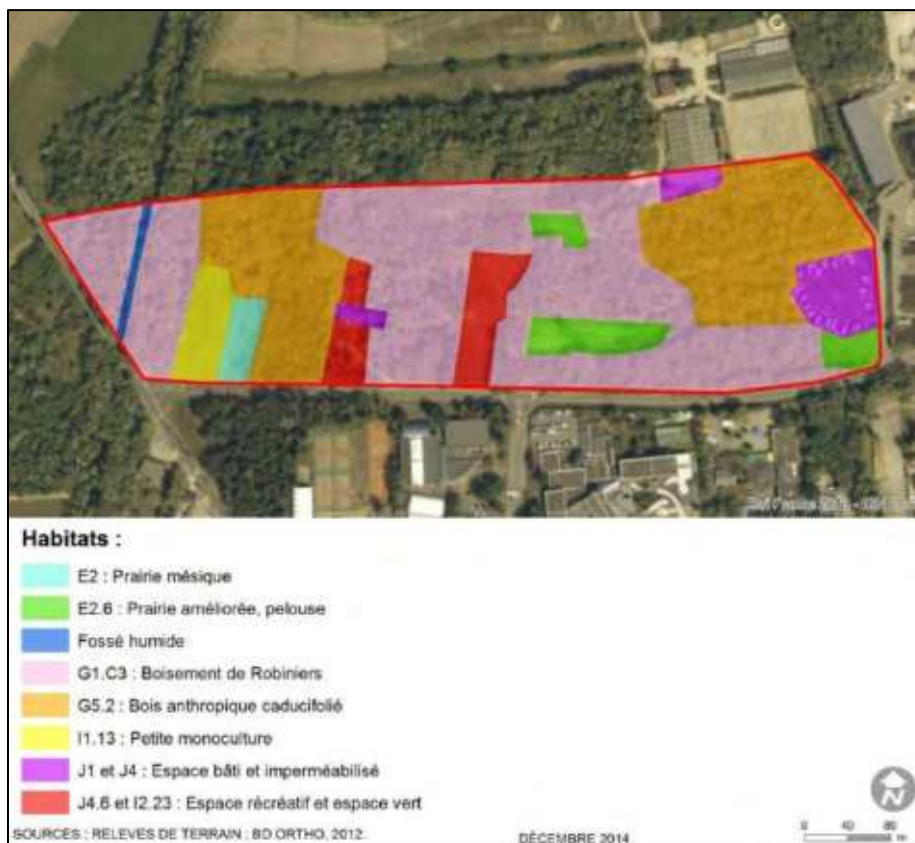 Habitats :
E2 : Prairie mésique
E2.6 : Prairie améliorée, pelouse
Fossé humide
G1.C3 : Boisement de Robiniers
G5.2 : Bois anthropique caducifolié
I1.13 : Petite monoculture
J1 et J4 : Espace bâti et imperméabilisé
J4.6 et I2.23 : Espace récréatif et espace vert
N
SOURCES : RELEVES DE TERRAIN ; BD ORTHO, 2012.
DÉCEMBRE 2014
0 40 80
m